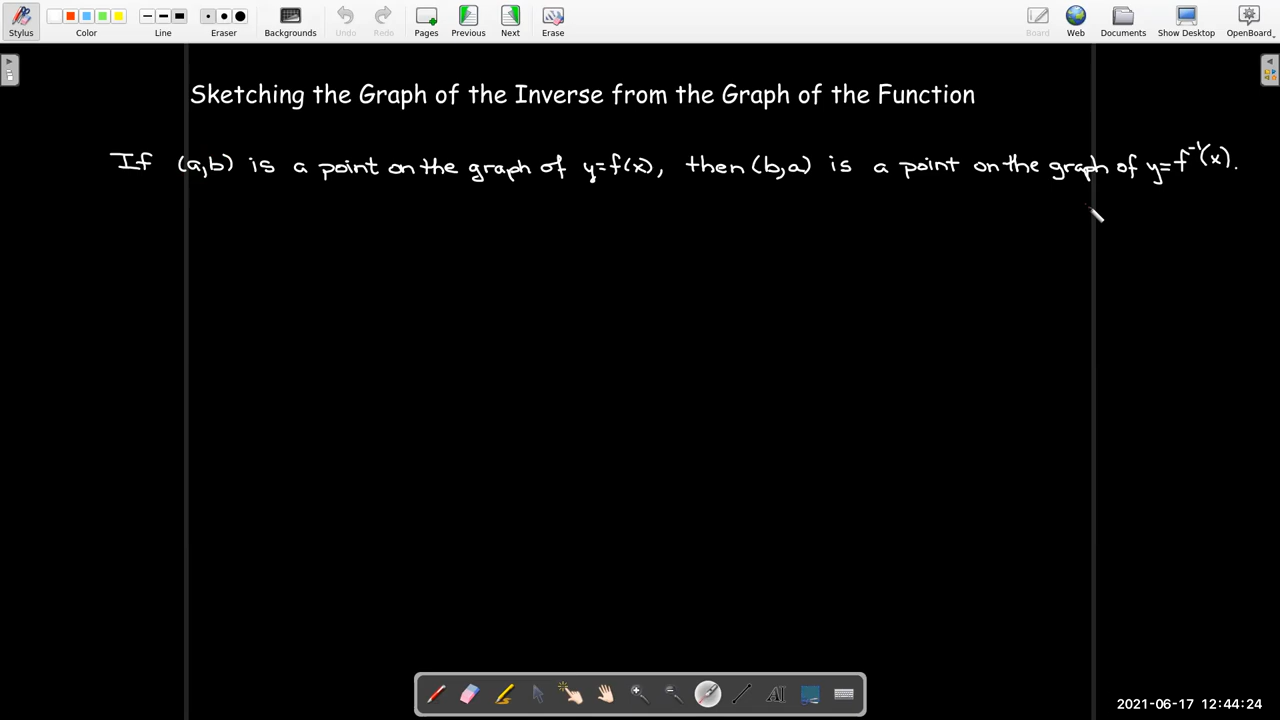 Stylus Color Line Eraser Backgrounds Undo Redo Pages Previous Next Erase Board Web Documents Show Desktop OpenBoard
Sketching the Graph of the Inverse from the Graph of the Function
If (a,b) is a point on the graph of y=f(x), then (b,a) is a point on the graph of y=f⁻¹(x).
AI
2021-06-17 12:44:24